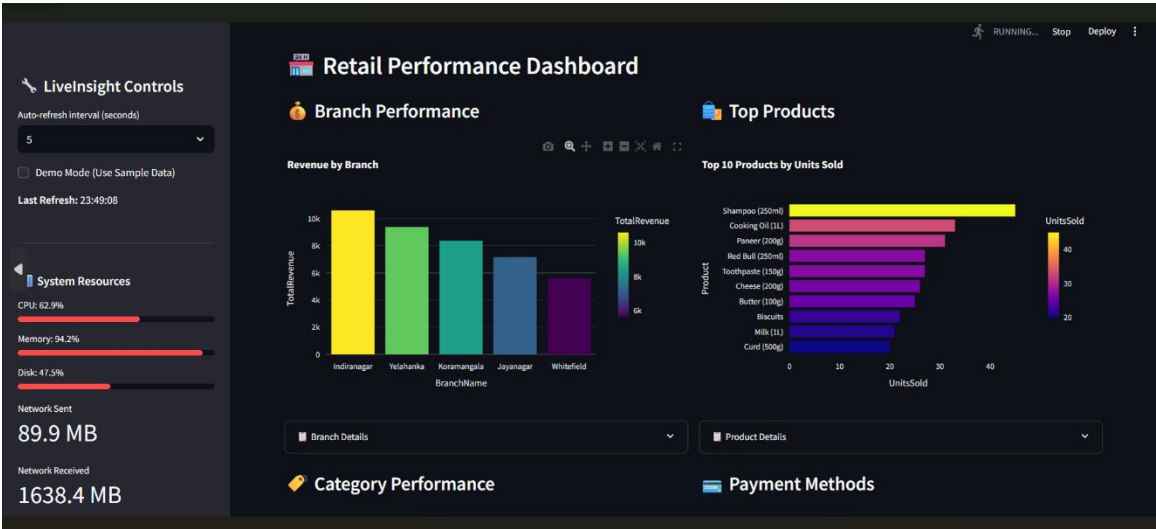 RUNNING...
Stop
Deploy
LiveInsight Controls
Auto-refresh interval (seconds)
5
Demo Mode (Use Sample Data)
Last Refresh: 23:49:08
System Resources
CPU: 62.9%
Memory: 94.2%
Disk: 47.5%
Network Sent
89.9 MB
Network Received
1638.4 MB
Retail Performance Dashboard
Branch Performance
Revenue by Branch
TotalRevenue
10k
8k
6k
4k
2k
0
Indiranagar
Yelahanka
Koramangala
Jayanagar
Whitefield
BranchName
TotalRevenue
10k
8k
6k
Branch Details
Top Products
Top 10 Products by Units Sold
Product
Shampoo (250ml)
Cooking Oil (1L)
Paneer (200g)
Red Bull (250ml)
Toothpaste (150g)
Cheese (200g)
Butter (100g)
Biscuits
Milk (1L)
Curd (500g)
0
10
20
30
40
UnitsSold
UnitsSold
40
30
20
Product Details
Category Performance
Payment Methods